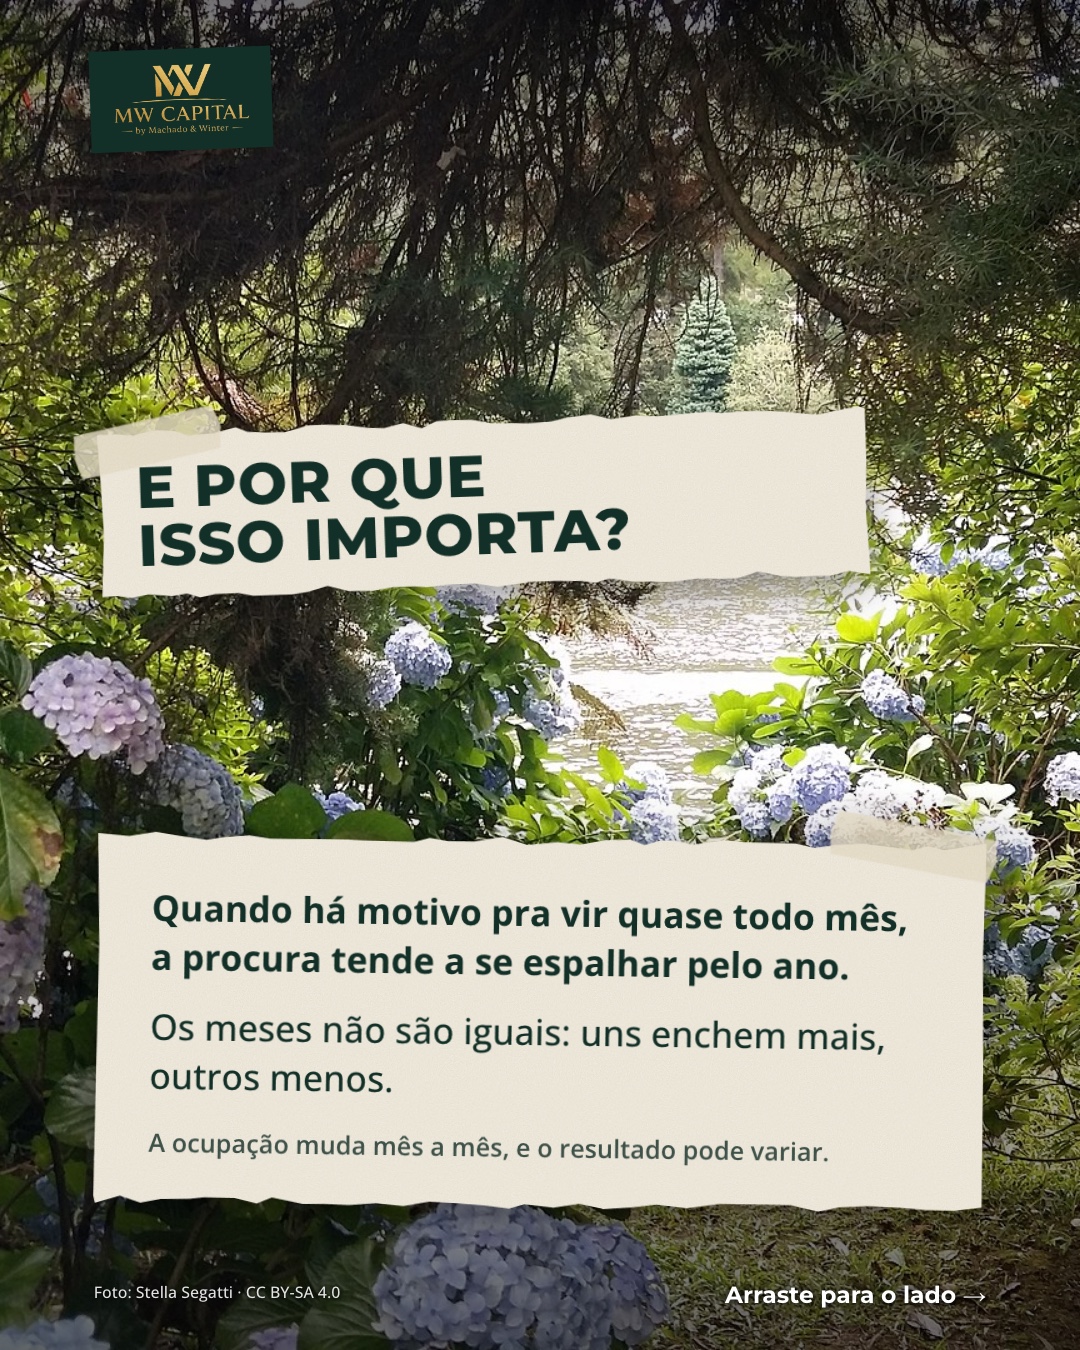 MW CAPITAL
by Machado & Winter
E POR QUE
ISSO IMPORTA?
Quando há motivo pra vir quase todo mês,
a procura tende a se espalhar pelo ano.
Os meses não são iguais: uns enchem mais,
outros menos.
A ocupação muda mês a mês, e o resultado pode variar.
Foto: Stella Segatti · CC BY-SA 4.0
Arraste para o lado →